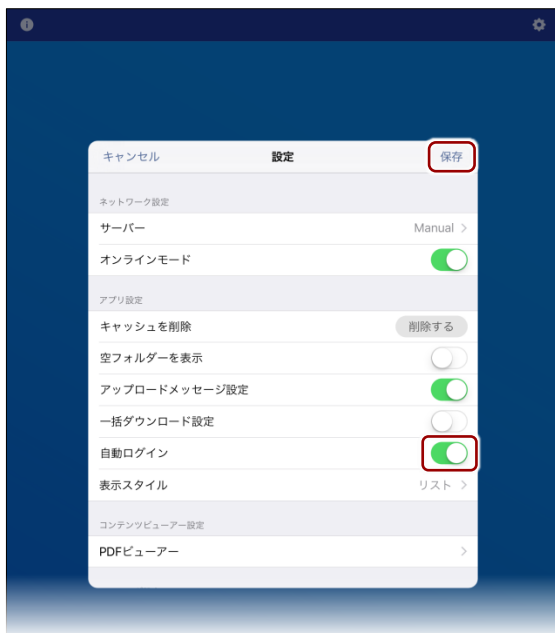 キャンセル 設定 保存
ネットワーク設定
サーバー Manual
オンラインモード
アプリ設定
キャッシュを削除 削除する
空フォルダーを表示
アップロードメッセージ設定
一括ダウンロード設定
自動ログイン
表示スタイル リスト
コンテンツビューアー設定
PDFビューアー